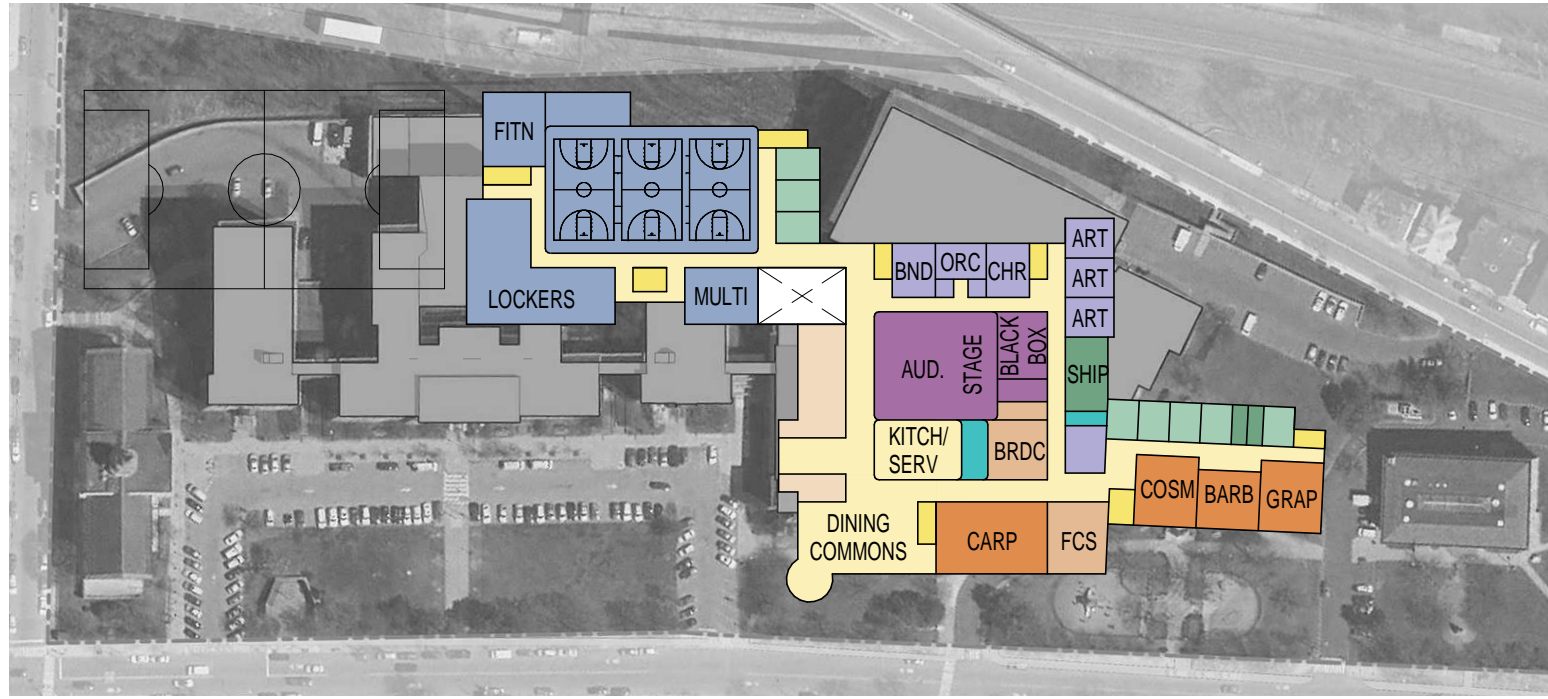 FITN
LOCKERS
MULTI
BND
ORC
CHR
ART
ART
ART
AUD.
STAGE
BLACK
BOX
SHIP
KITCH/
SERV
BRDC
COSM
BARB
GRAP
DINING
COMMONS
CARP
FCS